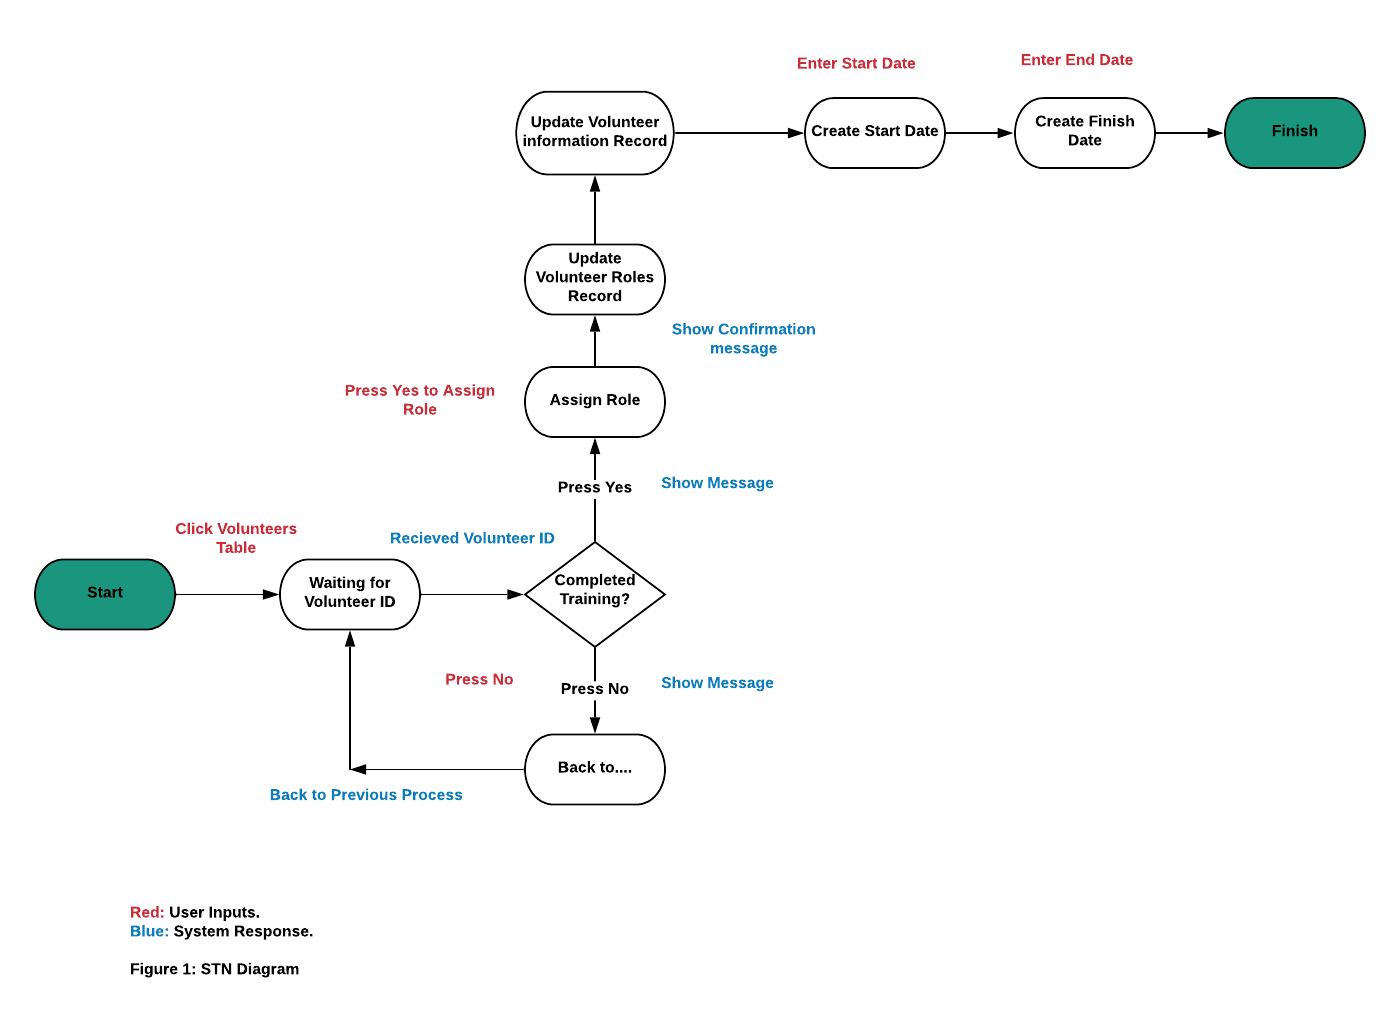 Enter Start Date
Enter End Date
Update Volunteer
information Record
Create Start Date
Create Finish
Date
Finish
Update
Volunteer Roles
Record
Show Confirmation
message
Press Yes to Assign
Role
Assign Role
Press Yes
Show Message
Click Volunteers
Table
Recieved Volunteer ID
Start
Waiting for
Volunteer ID
Completed
Training?
Press No
Press No
Show Message
Back to....
Back to Previous Process
Red: User Inputs.
Blue: System Response.
Figure 1: STN Diagram